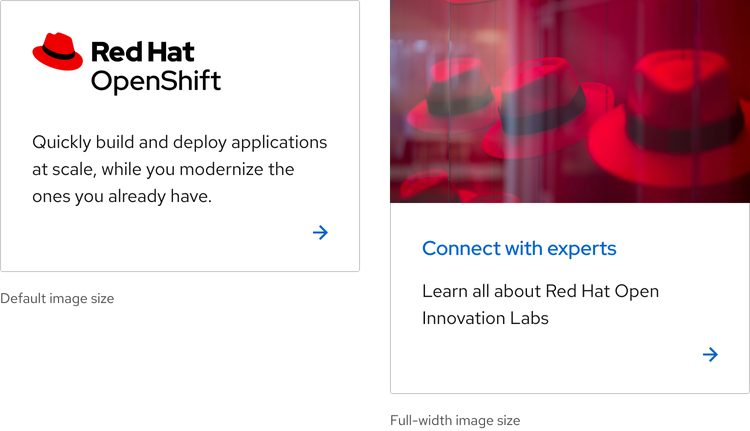 Red Hat
OpenShift
Quickly build and deploy applications
at scale, while you modernize the
ones you already have.
Default image size
Connect with experts
Learn all about Red Hat Open
Innovation Labs
Full-width image size